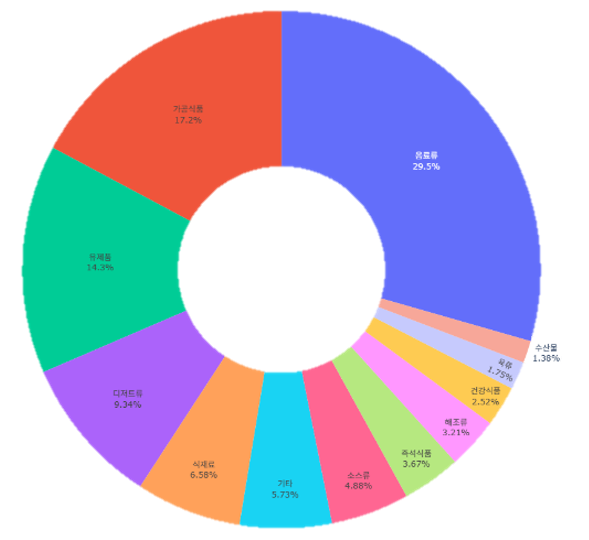 음료류
29.5%
가공식품
17.2%
유제품
14.3%
디저트류
9.34%
식재료
6.58%
기타
5.73%
소스류
4.88%
즉석식품
3.67%
해조류
3.21%
건강식품
2.52%
육류
1.75%
수산물
1.38%